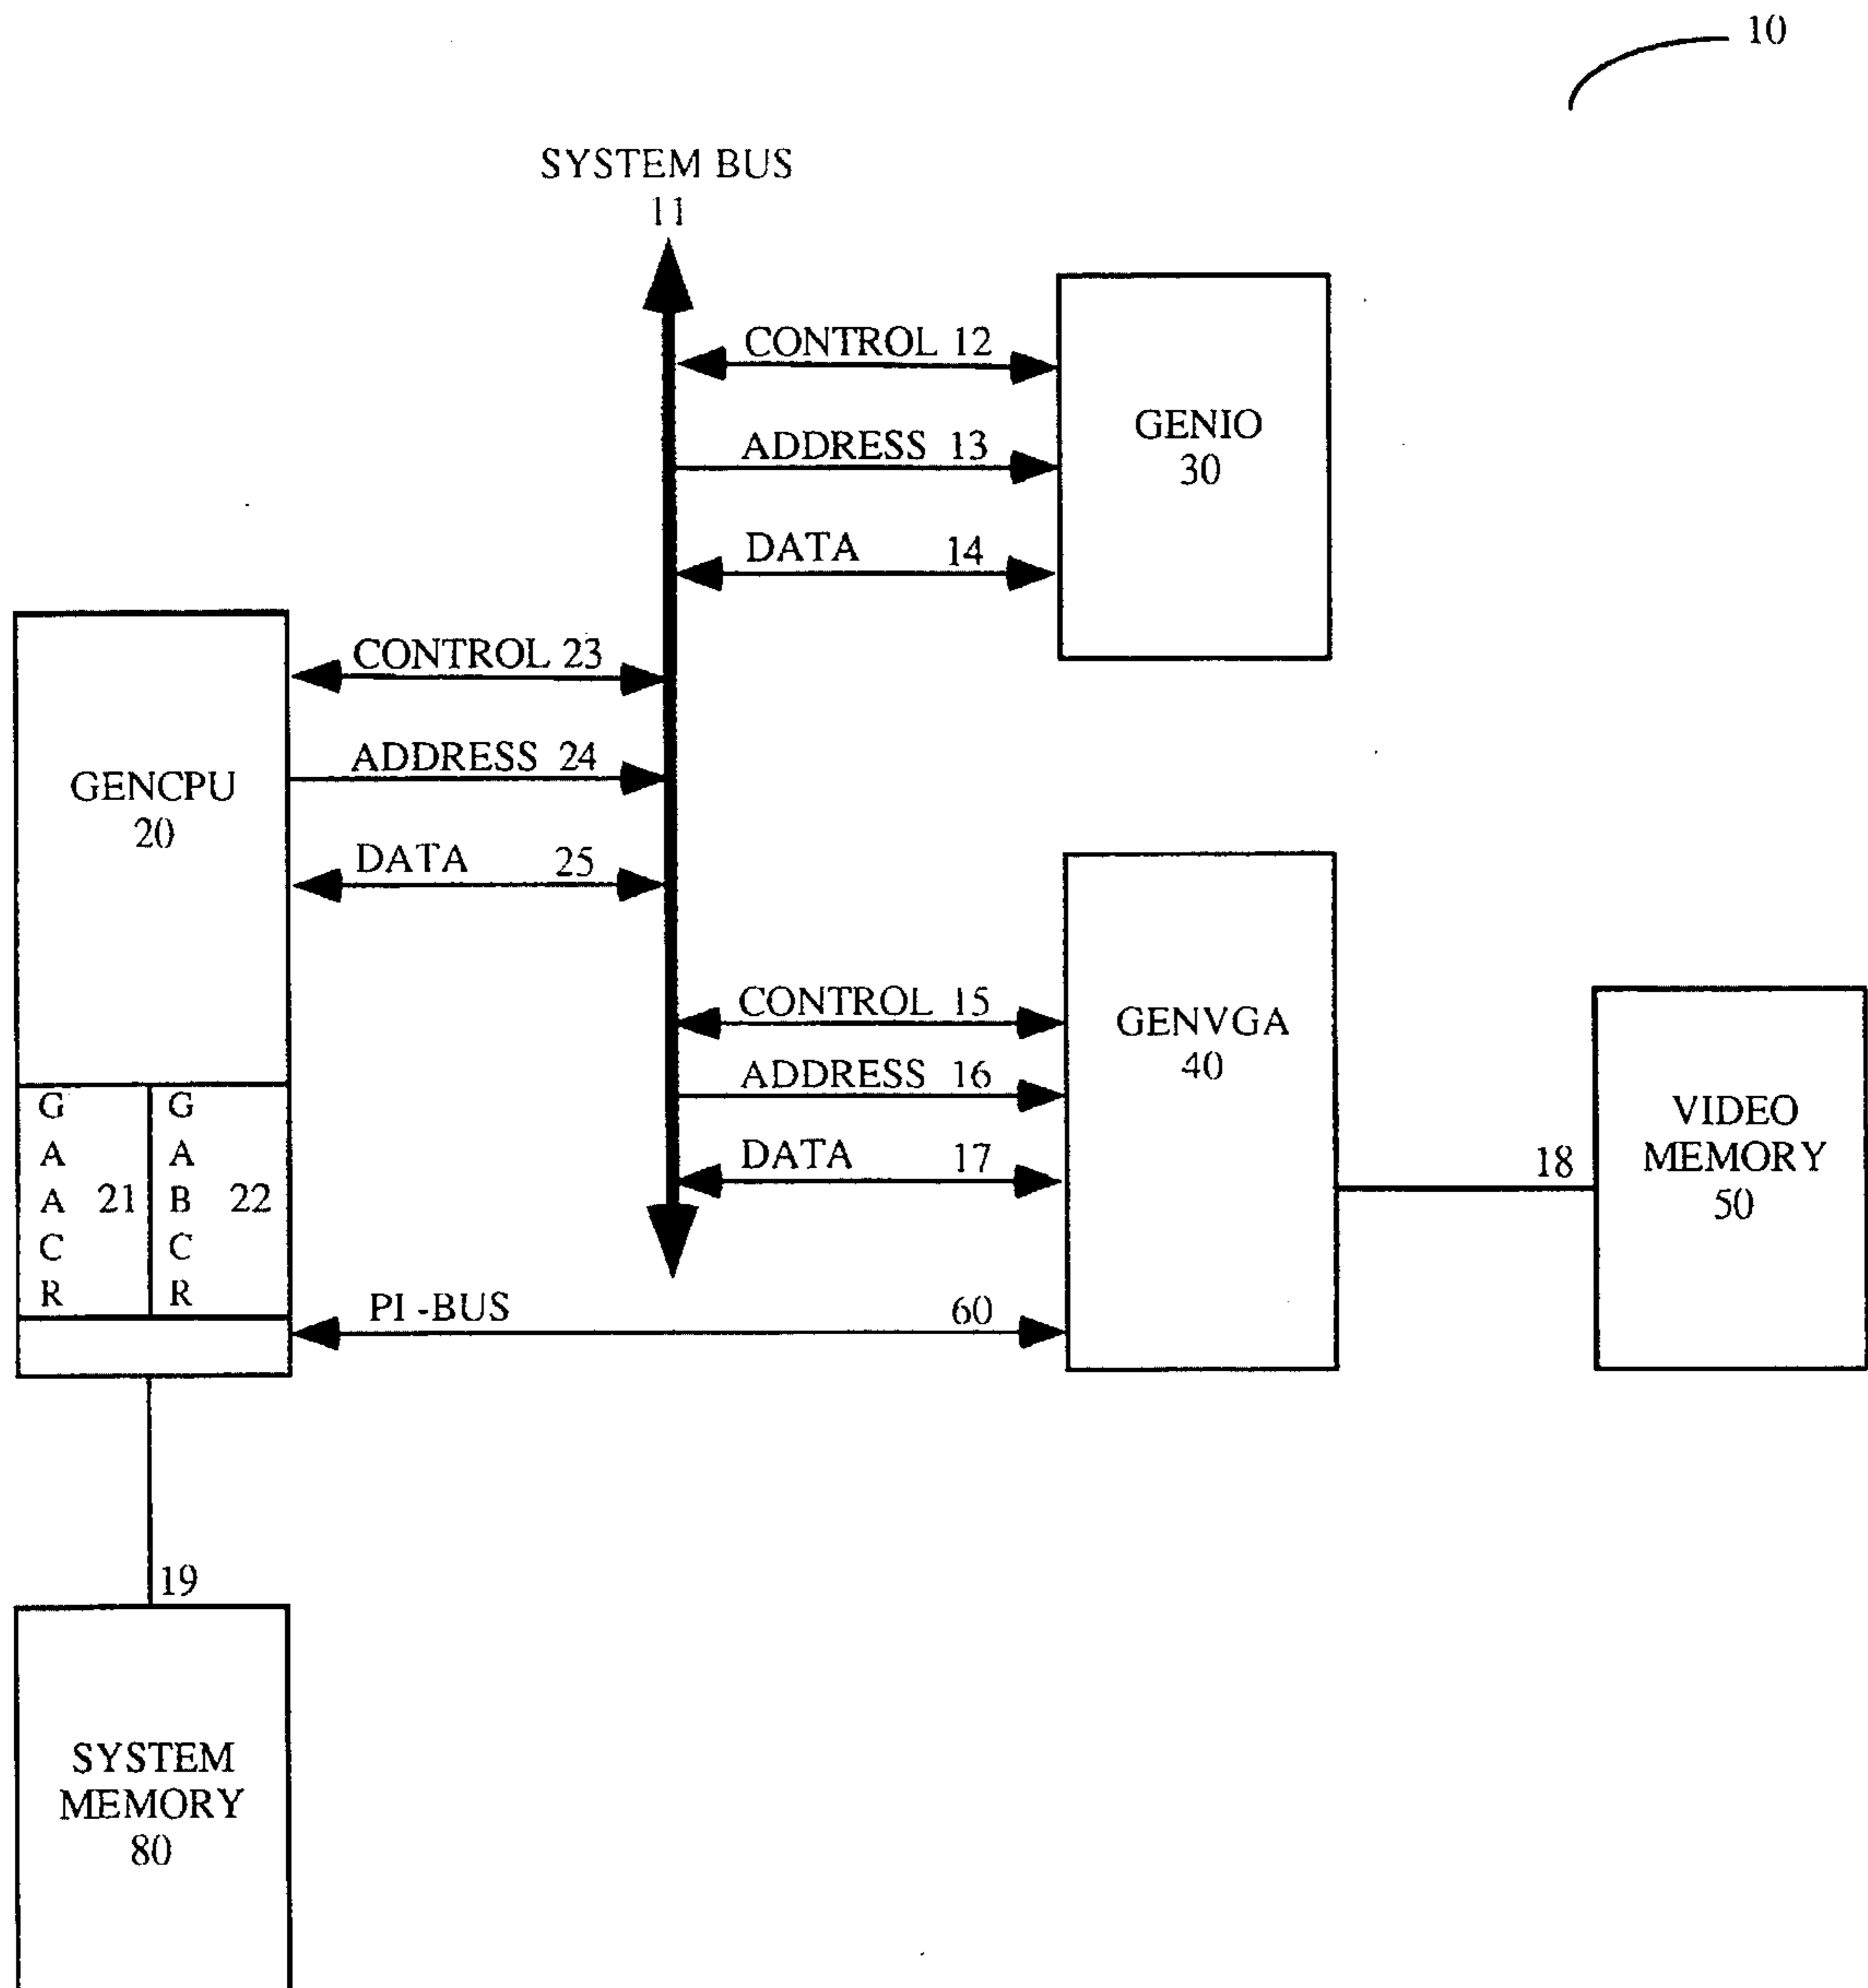 10
SYSTEM BUS
11
CONTROL 12
ADDRESS 13
DATA 14
GENIO
30
CONTROL 23
ADDRESS 24
DATA 25
GENCPU
20
CONTROL 15
ADDRESS 16
DATA 17
GENVGA
40
18
VIDEO
MEMORY
50
GAACR 21
GABCR 22
PI-BUS 60
19
SYSTEM
MEMORY
80